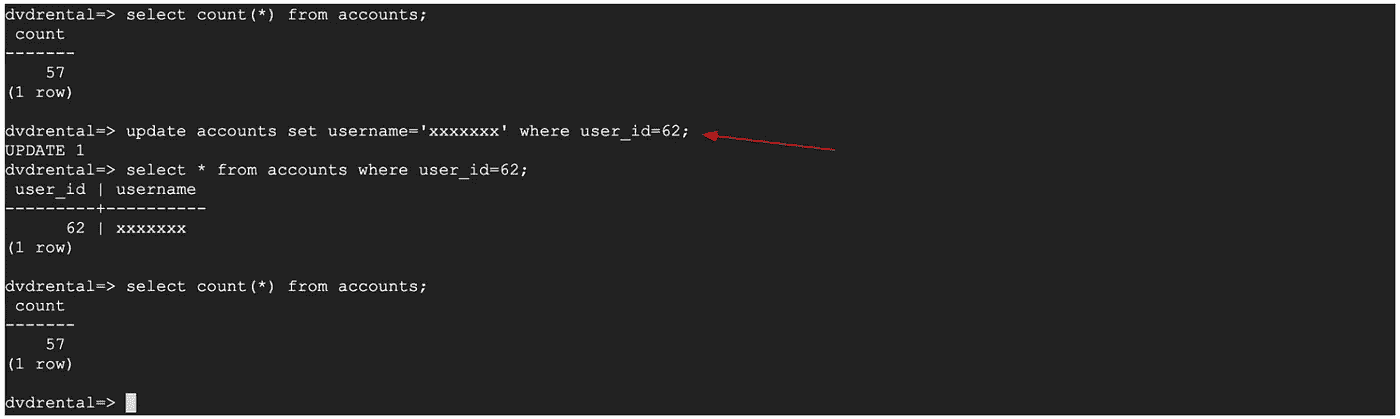 dvdrental=> select count(*) from accounts;
 count
-------
    57
(1 row)

dvdrental=> update accounts set username='xxxxxxx' where user_id=62;
UPDATE 1
dvdrental=> select * from accounts where user_id=62;
 user_id | username
---------+----------
      62 | xxxxxxx
(1 row)

dvdrental=> select count(*) from accounts;
 count
-------
    57
(1 row)

dvdrental=>